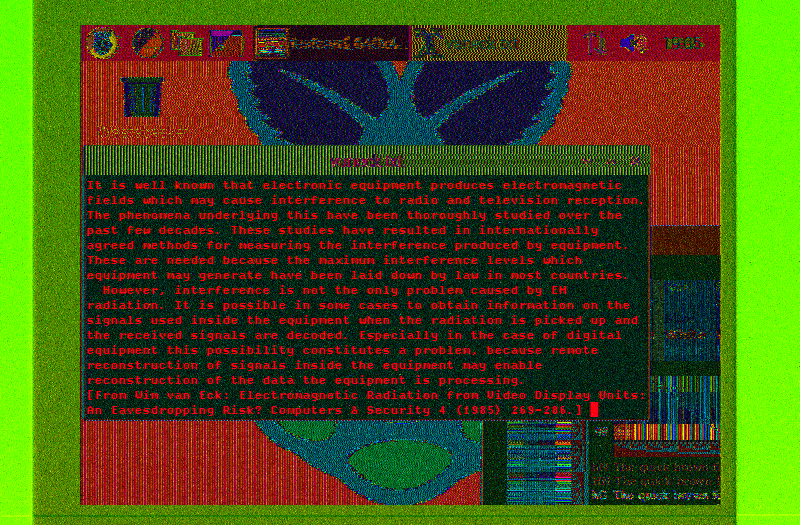 It is well known that electronic equipment produces electromagnetic
fields which may cause interference to radio and television reception.
The phenomena underlying this have been thoroughly studied over the
past few decades. These studies have resulted in internationally
agreed methods for measuring the interference produced by equipment.
These are needed because the maximum interference levels which
equipment may generate have been laid down by law in most countries.
However, interference is not the only problem caused by EM
radiation. It is possible in some cases to obtain information on the
signals used inside the equipment when the radiation is picked up and
the received signals are decoded. Especially in the case of digital
equipment this possibility constitutes a problem, because remote
reconstruction of signals inside the equipment may enable
reconstruction of the data the equipment is processing.
[From Wim van Eck: Electromagnetic Radiation from Video Display Units:
An Eavesdropping Risk? Computers & Security 4 (1985) 269-286.]
The quick brown